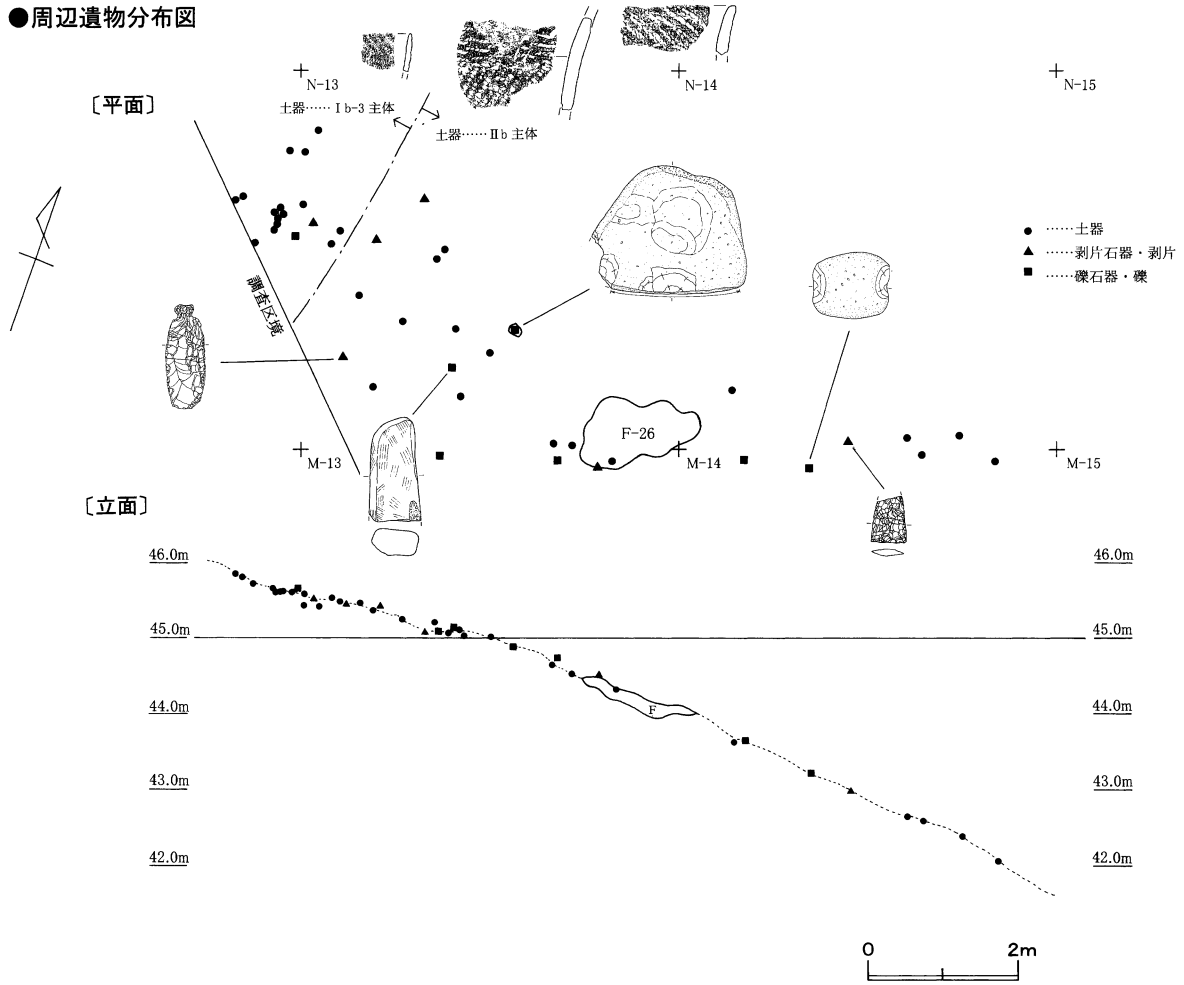 ●周辺遺物分布図
〔平面〕
N-13
N-14
N-15
土器……Ⅰb-3 主体
土器……Ⅱb 主体
●……土器
▲……剥片石器・剥片
■……礫石器・礫
調査区境
F-26
M-13
M-14
M-15
〔立面〕
46.0m
46.0m
45.0m
45.0m
F
44.0m
44.0m
43.0m
43.0m
42.0m
42.0m
0 2m